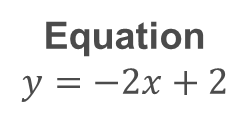 Equation
y = −2x + 2